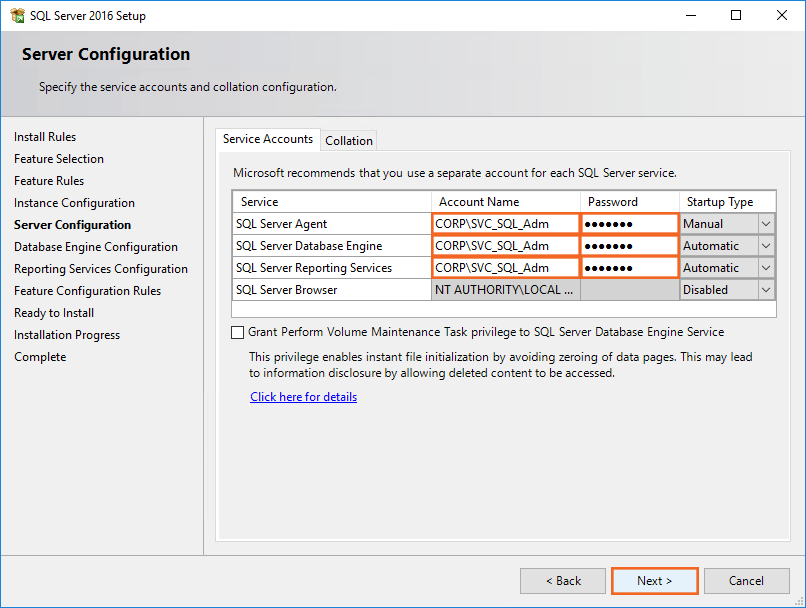 SQL Server 2016 Setup
Server Configuration
Specify the service accounts and collation configuration.
Install Rules
Feature Selection
Feature Rules
Instance Configuration
Server Configuration
Database Engine Configuration
Reporting Services Configuration
Feature Configuration Rules
Ready to Install
Installation Progress
Complete
Service Accounts Collation
Microsoft recommends that you use a separate account for each SQL Server service.
Service Account Name Password Startup Type
SQL Server Agent CORP\SVC_SQL_Adm ●●●●●●● Manual
SQL Server Database Engine CORP\SVC_SQL_Adm ●●●●●●● Automatic
SQL Server Reporting Services CORP\SVC_SQL_Adm ●●●●●●● Automatic
SQL Server Browser NT AUTHORITY\LOCAL ... Disabled
Grant Perform Volume Maintenance Task privilege to SQL Server Database Engine Service
This privilege enables instant file initialization by avoiding zeroing of data pages. This may lead
to information disclosure by allowing deleted content to be accessed.
Click here for details
< Back Next > Cancel